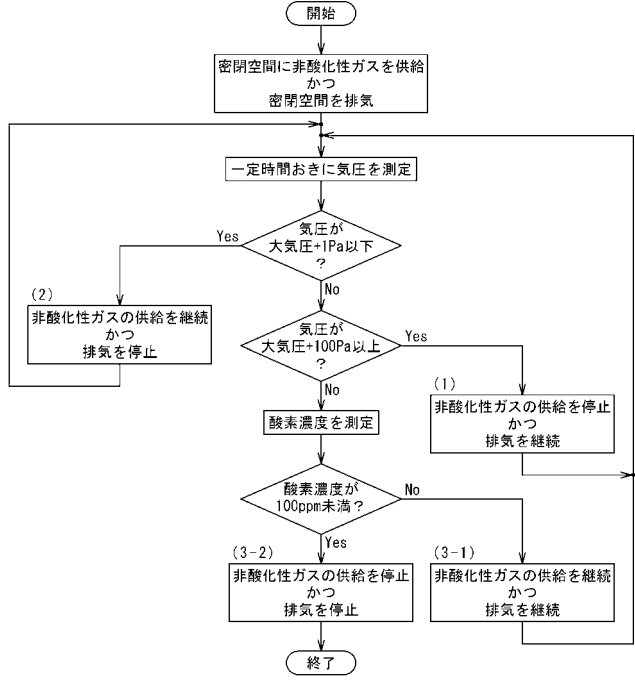 開始
密閉空間に非酸化性ガスを供給
かつ
密閉空間を排気
一定時間おきに気圧を測定
気圧が
大気圧+1Pa以下
?
Yes
No
(2)
非酸化性ガスの供給を継続
かつ
排気を停止
気圧が
大気圧+100Pa以上
?
Yes
No
(1)
非酸化性ガスの供給を停止
かつ
排気を継続
酸素濃度を測定
酸素濃度が
100ppm未満?
No
Yes
(3-2)
非酸化性ガスの供給を停止
かつ
排気を停止
(3-1)
非酸化性ガスの供給を継続
かつ
排気を継続
終了